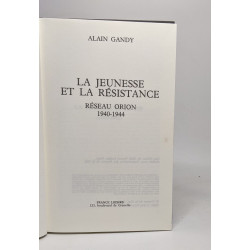 ALAIN GANDY
LA JEUNESSE
ET LA RÉSISTANCE
RÉSEAU ORION
1940-1944